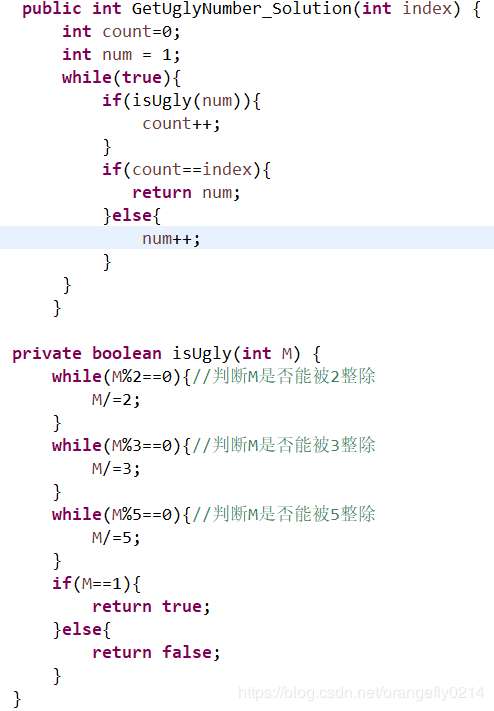 public int GetUglyNumber_Solution(int index) {
    int count=0;
    int num = 1;
    while(true){
        if(isUgly(num)){
            count++;
        }
        if(count==index){
           return num;
        }else{
            num++;
        }
    }
    }
private boolean isUgly(int M) {
    while(M%2==0){//判断M是否能被2整除
        M/=2;
    }
    while(M%3==0){//判断M是否能被3整除
        M/=3;
    }
    while(M%5==0){//判断M是否能被5整除
        M/=5;
    }
    if(M==1){
        return true;
    }else{
        return false;
    }
}
https://blog.csdn.net/orangefly0214